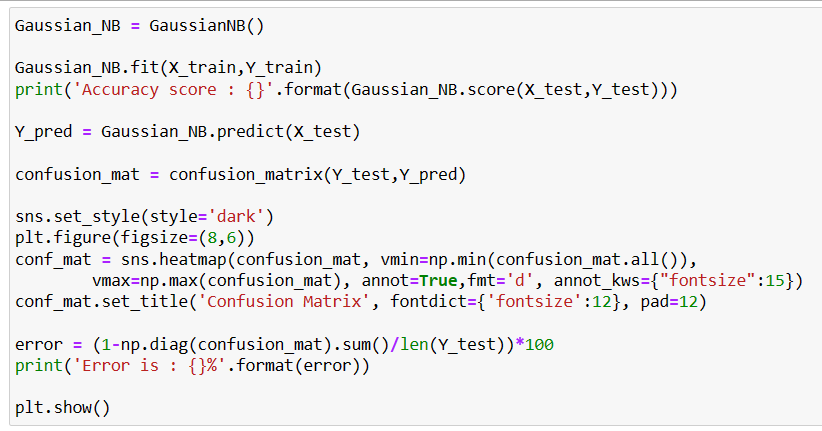 Gaussian_NB = GaussianNB()
Gaussian_NB.fit(X_train,Y_train)
print('Accuracy score : {}'.format(Gaussian_NB.score(X_test,Y_test)))
Y_pred = Gaussian_NB.predict(X_test)
confusion_mat = confusion_matrix(Y_test,Y_pred)
sns.set_style(style='dark')
plt.figure(figsize=(8,6))
conf_mat = sns.heatmap(confusion_mat, vmin=np.min(confusion_mat.all()),
vmax=np.max(confusion_mat), annot=True,fmt='d', annot_kws={"fontsize":15})
conf_mat.set_title('Confusion Matrix', fontdict={'fontsize':12}, pad=12)
error = (1-np.diag(confusion_mat).sum()/len(Y_test))*100
print('Error is : {}%'.format(error))
plt.show()